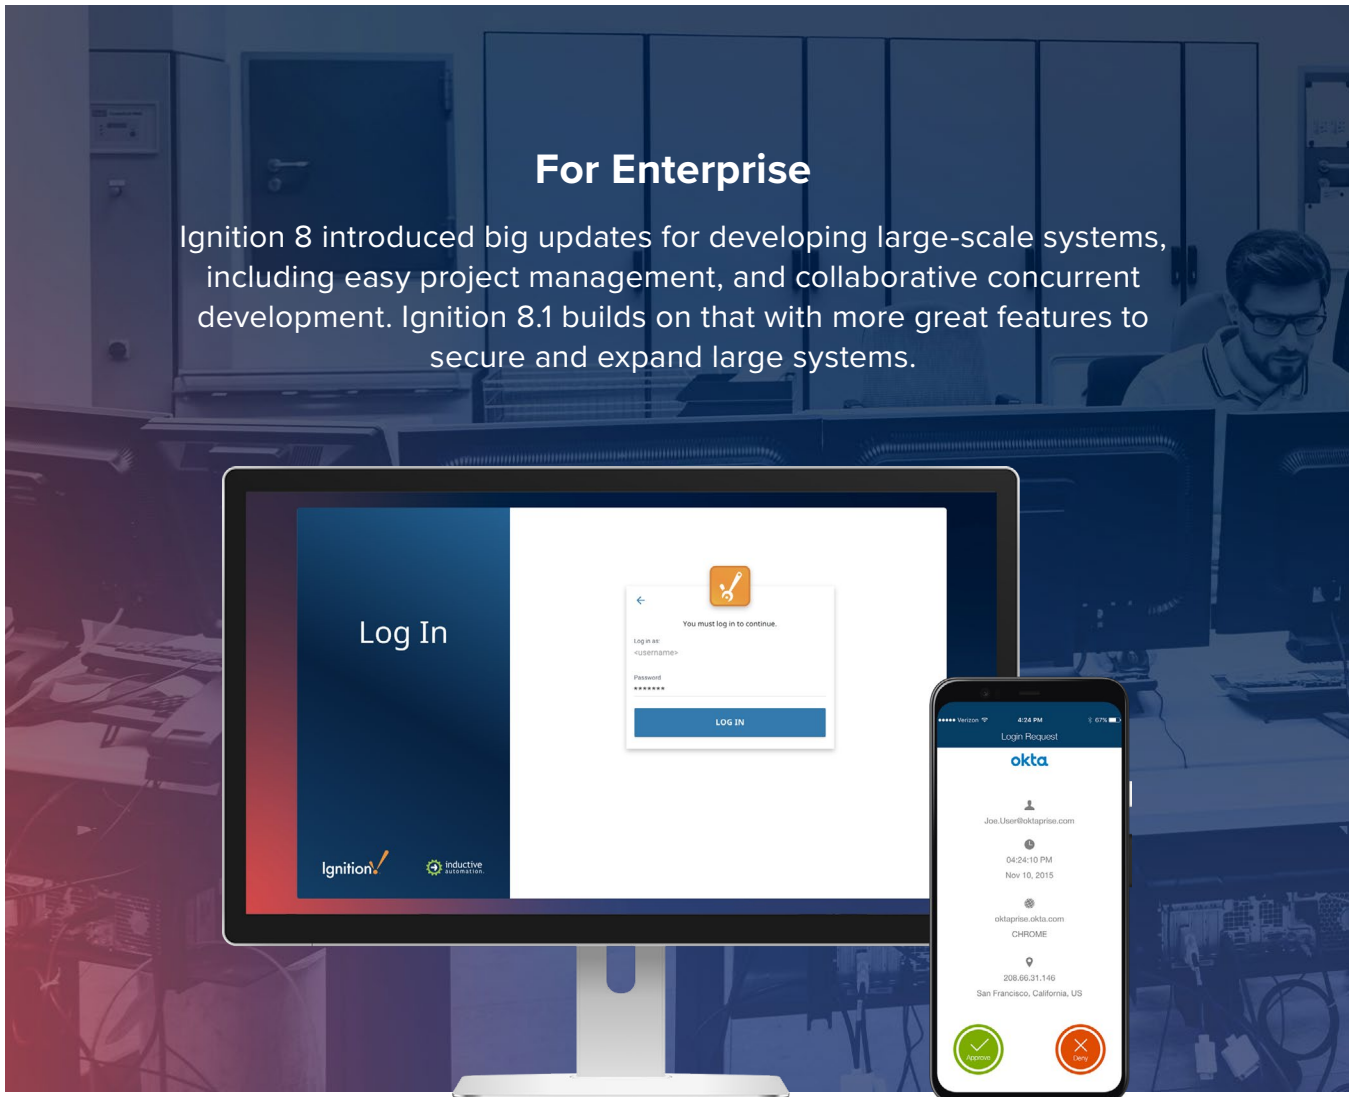 For Enterprise
Ignition 8 introduced big updates for developing large-scale systems,
including easy project management, and collaborative concurrent
development. Ignition 8.1 builds on that with more great features to
secure and expand large systems.
Log In
You must log in to continue.
Log in as:
<username>
Password
*******
LOG IN
Ignition!
inductive
automation.
Verizon 4:24 PM 67%
Login Request
okta
Joe.User@oktaprise.com
04:24:10 PM
Nov 10, 2015
oktaprise.okta.com
CHROME
208.66.31.146
San Francisco, California, US
Approve
Deny